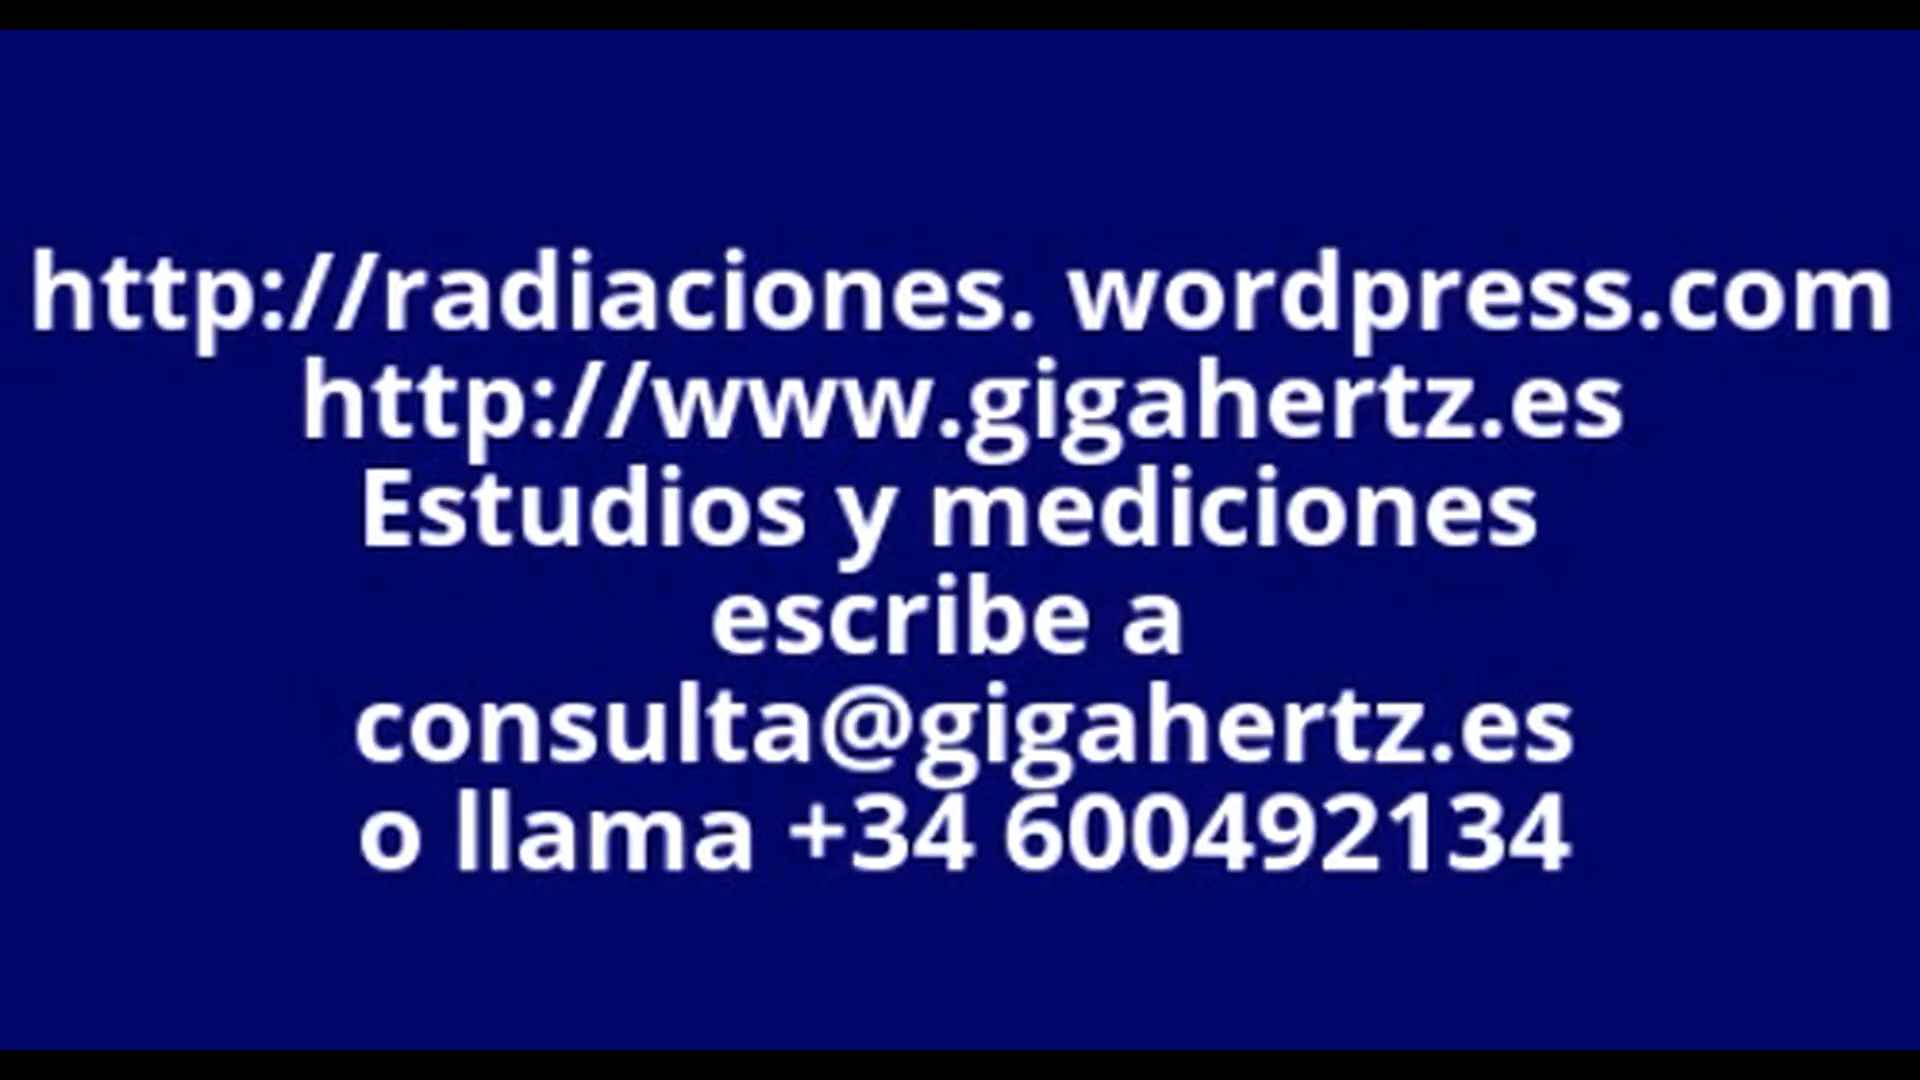 http://radiaciones. wordpress.com
http://www.gigahertz.es
Estudios y mediciones
escribe a
consulta@gigahertz.es
o llama +34 600492134